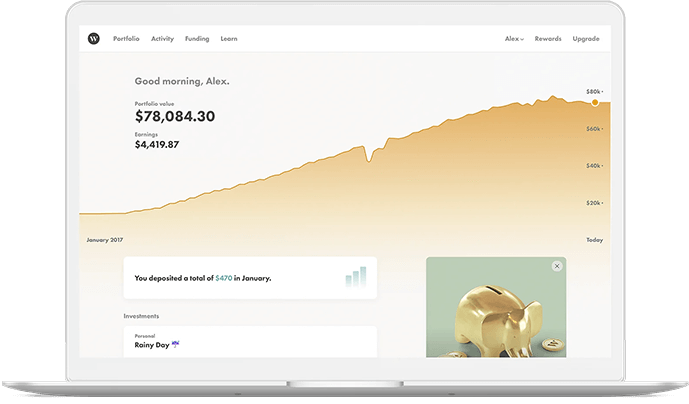 W Portfolio Activity Funding Learn Alex Rewards Upgrade
Good morning, Alex.
Portfolio value
$78,084.30
Earnings
$4,419.87
$80k
$60k
$40k
$20k
January 2017 Today
You deposited a total of $470 in January.
Investments
Personal
Rainy Day